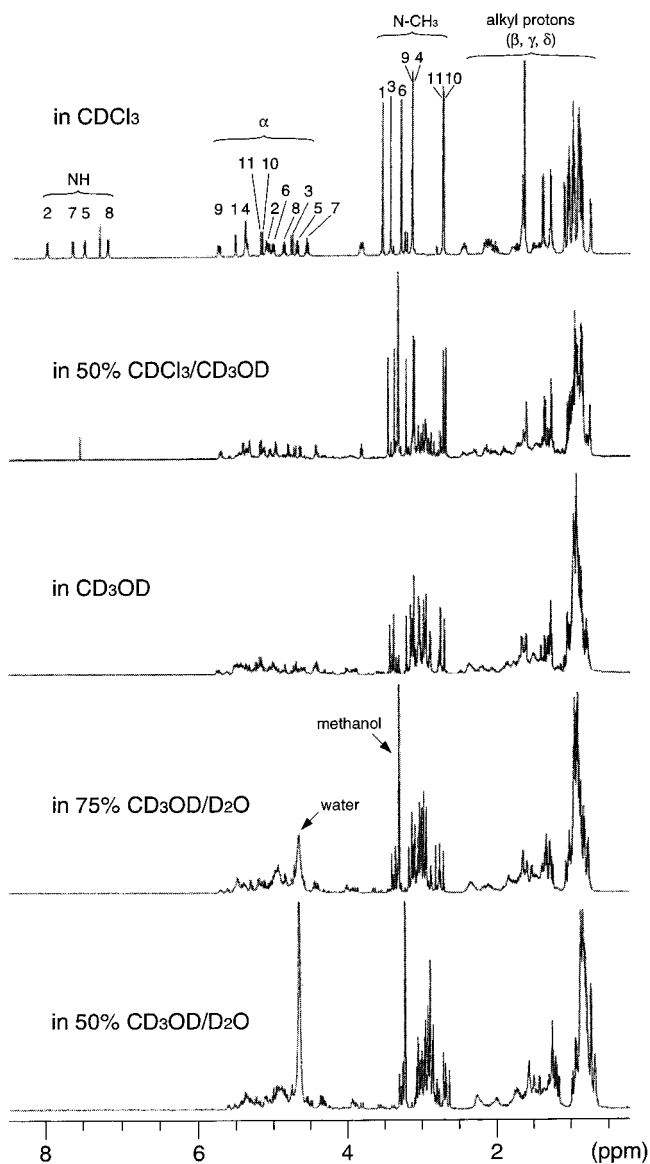 N-CH₃
alkyl protons
(β, γ, δ)
9 4
1 3 6
11 10
in CDCl₃
α
NH
11 10
6 3
2 7 5 8
9 1 4 2 8 5 7
in 50% CDCl₃/CD₃OD
in CD₃OD
methanol
in 75% CD₃OD/D₂O
water
in 50% CD₃OD/D₂O
8 6 4 2 (ppm)